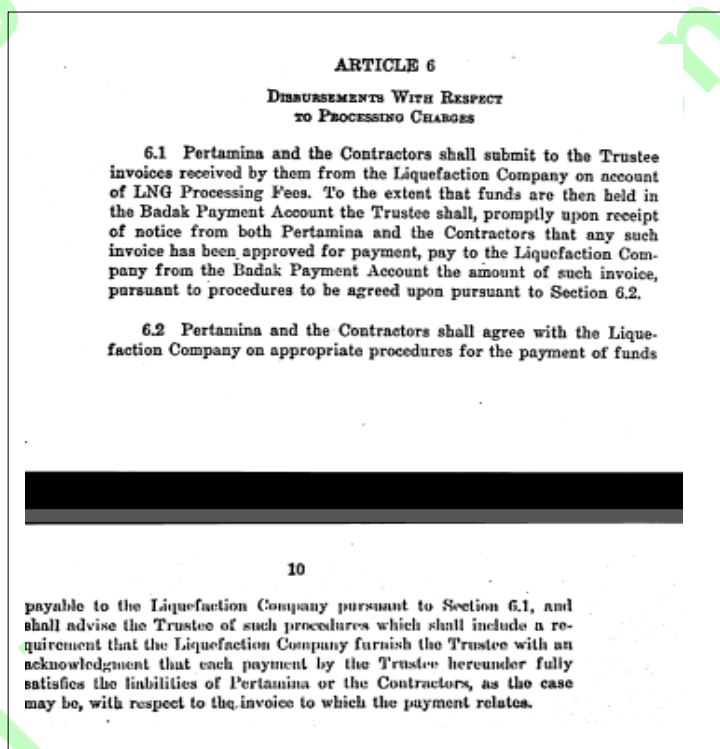 ARTICLE 6
DISBURSEMENTS WITH RESPECT
TO PROCESSING CHARGES
6.1 Pertamina and the Contractors shall submit to the Trustee
invoices received by them from the Liquefaction Company on account
of LNG Processing Fees. To the extent that funds are then held in
the Badak Payment Account the Trustee shall, promptly upon receipt
of notice from both Pertamina and the Contractors that any such
invoice has been approved for payment, pay to the Liquefaction Com-
pany from the Badak Payment Account the amount of such invoice,
pursuant to procedures to be agreed upon pursuant to Section 6.2.
6.2 Pertamina and the Contractors shall agree with the Lique-
faction Company on appropriate procedures for the payment of funds
10
payable to the Liquefaction Company pursuant to Section 6.1, and
shall advise the Trustee of such procedures which shall include a re-
quirement that the Liquefaction Company furnish the Trustee with an
acknowledgment that each payment by the Trustee hereunder fully
satisfies the liabilities of Pertamina or the Contractors, as the case
may be, with respect to the invoice to which the payment relates.